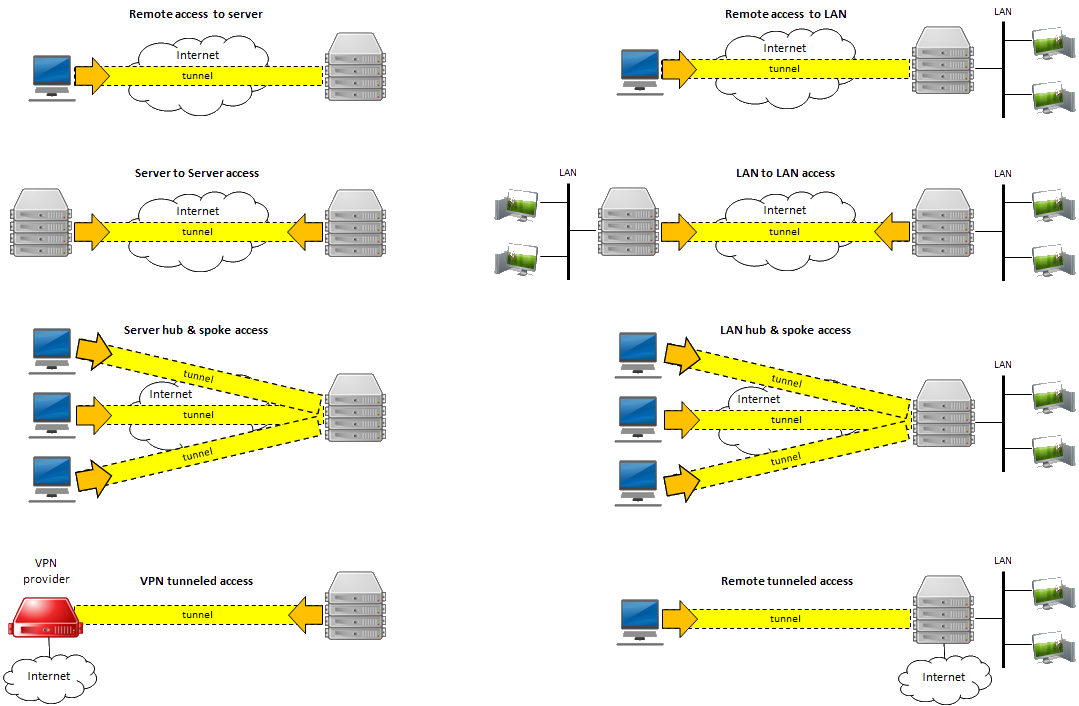 Remote access to server
Internet
tunnel
Remote access to LAN
Internet
tunnel
LAN
Server to Server access
Internet
tunnel
LAN
LAN to LAN access
Internet
tunnel
LAN
Server hub & spoke access
tunnel
Internet
tunnel
tunnel
LAN hub & spoke access
tunnel
Internet
tunnel
tunnel
LAN
VPN
provider
VPN tunneled access
tunnel
Internet
Remote tunneled access
tunnel
LAN
Internet